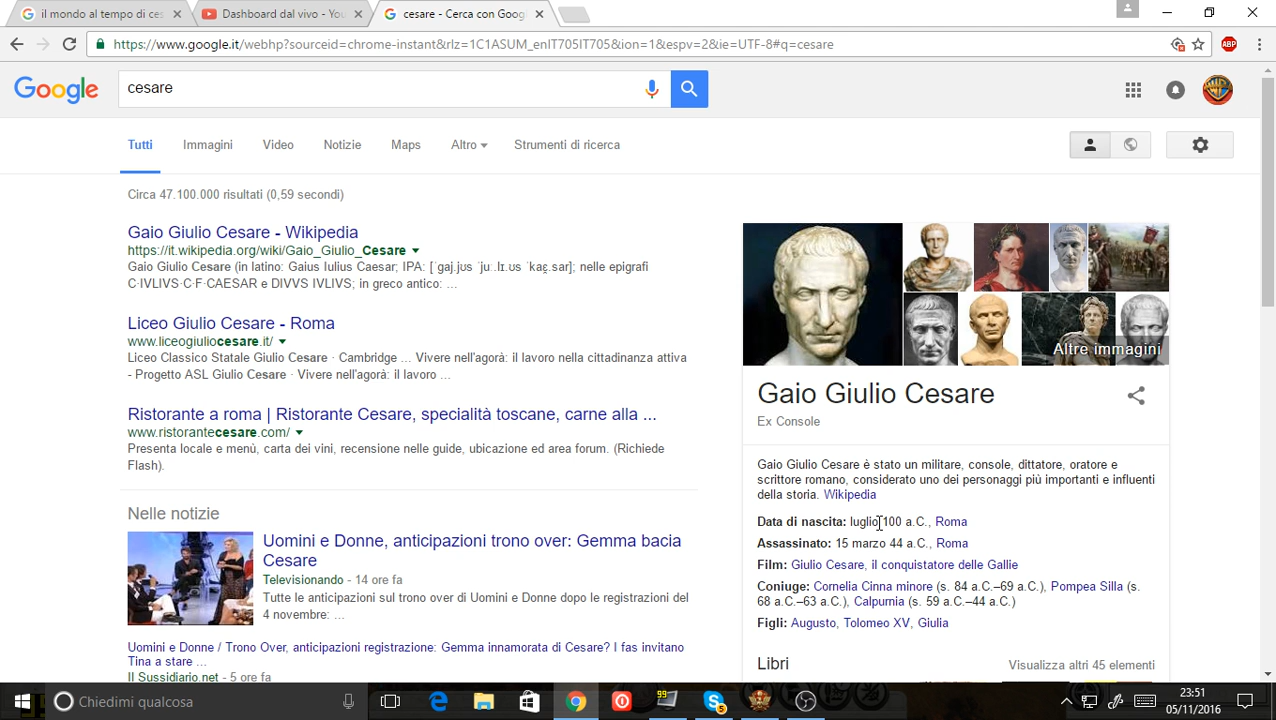 il mondo al tempo di ces
Dashboard dal vivo - You
cesare - Cerca con Goog
https://www.google.it/webhp?sourceid=chrome-instant&rlz=1C1ASUM_enIT705IT705&ion=1&espv=2&ie=UTF-8#q=cesare
ABP
Google
cesare
Tutti Immagini Video Notizie Maps Altro Strumenti di ricerca
Circa 47.100.000 risultati (0,59 secondi)
Gaio Giulio Cesare - Wikipedia
https://it.wikipedia.org/wiki/Gaio_Giulio_Cesare
Gaio Giulio Cesare (in latino: Gaius Iulius Caesar; IPA: [ˈgaj.jʊs ˈjuː.lɪ.ʊs ˈkae̯.sar]; nelle epigrafi
C·IVLIVS·C·F·CAESAR e DIVVS IVLIVS; in greco antico: ...
Liceo Giulio Cesare - Roma
www.liceogiuliocesare.it/
Liceo Classico Statale Giulio Cesare · Cambridge ... Vivere nell'agorà: il lavoro nella cittadinanza attiva
- Progetto ASL Giulio Cesare · Vivere nell'agorà: il lavoro ...
Ristorante a roma | Ristorante Cesare, specialità toscane, carne alla ...
www.ristorantecesare.com/
Presenta locale e menù, carta dei vini, recensione nelle guide, ubicazione ed area forum. (Richiede
Flash).
Nelle notizie
Uomini e Donne, anticipazioni trono over: Gemma bacia
Cesare
Televisionando - 14 ore fa
Tutte le anticipazioni sul trono over di Uomini e Donne dopo le registrazioni del
4 novembre: ...
Uomini e Donne / Trono Over, anticipazioni registrazione: Gemma innamorata di Cesare? I fas invitano
Tina a stare ...
Il Sussidiario.net - 5 ore fa
Altre immagini
Gaio Giulio Cesare
Ex Console
Gaio Giulio Cesare è stato un militare, console, dittatore, oratore e
scrittore romano, considerato uno dei personaggi più importanti e influenti
della storia. Wikipedia
Data di nascita: luglio 100 a.C., Roma
Assassinato: 15 marzo 44 a.C., Roma
Film: Giulio Cesare, il conquistatore delle Gallie
Coniuge: Cornelia Cinna minore (s. 84 a.C.–69 a.C.), Pompea Silla (s.
68 a.C.–63 a.C.), Calpurnia (s. 59 a.C.–44 a.C.)
Figli: Augusto, Tolomeo XV, Giulia
Libri
Visualizza altri 45 elementi
Chiedimi qualcosa
99
5
23:51
05/11/2016